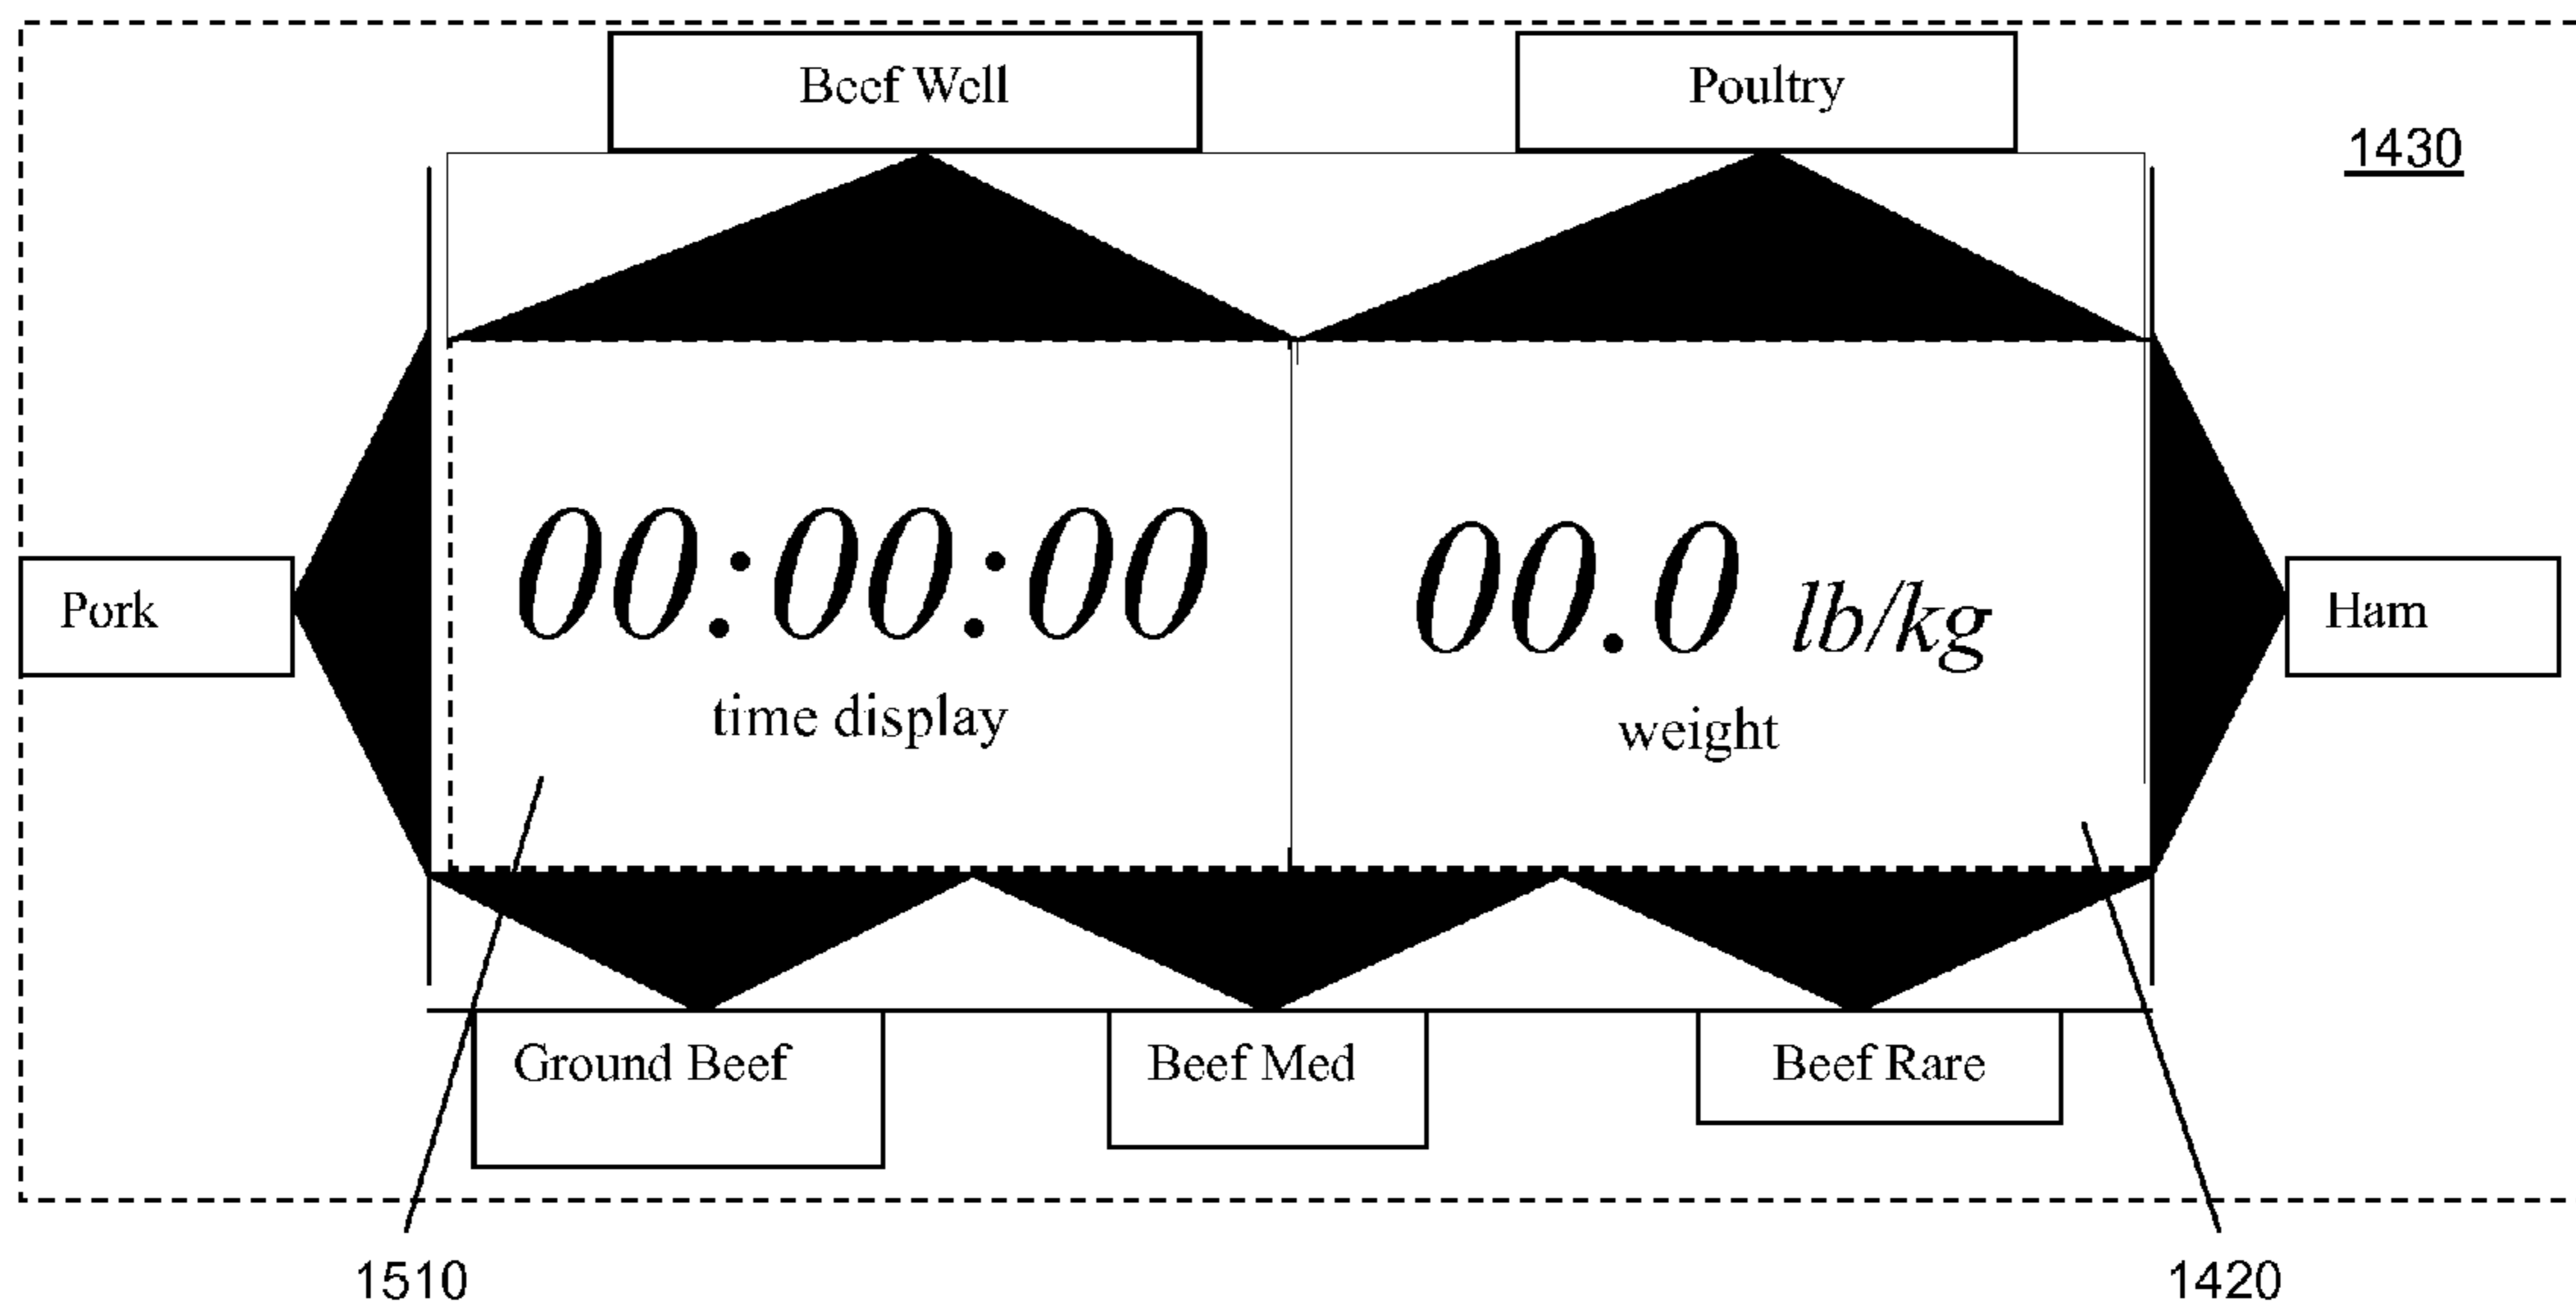 Beef Well
Poultry
1430
00:00:00
00.0 lb/kg
Pork
Ham
time display
weight
Ground Beef
Beef Med
Beef Rare
1510
1420